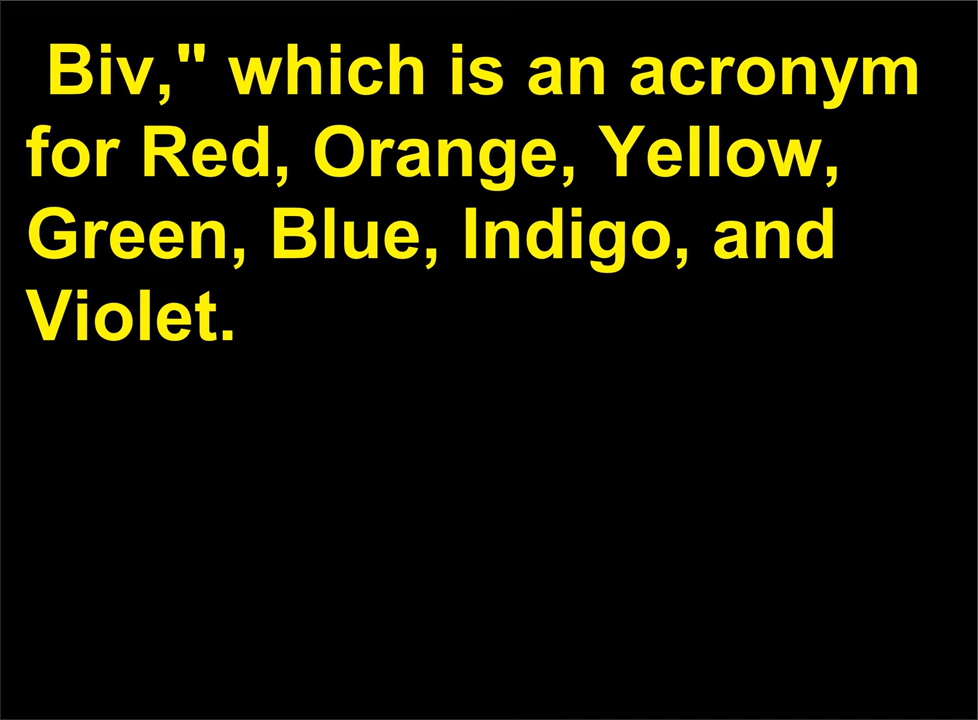 Biv," which is an acronym
for Red, Orange, Yellow,
Green, Blue, Indigo, and
Violet.